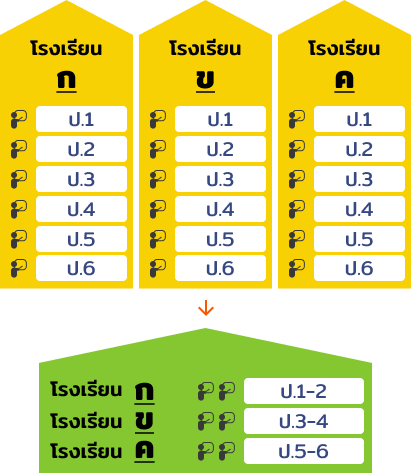 โรงเรียน
ก
ป.1
ป.2
ป.3
ป.4
ป.5
ป.6
โรงเรียน
ข
ป.1
ป.2
ป.3
ป.4
ป.5
ป.6
โรงเรียน
ค
ป.1
ป.2
ป.3
ป.4
ป.5
ป.6
โรงเรียน ก ป.1-2
โรงเรียน ข ป.3-4
โรงเรียน ค ป.5-6